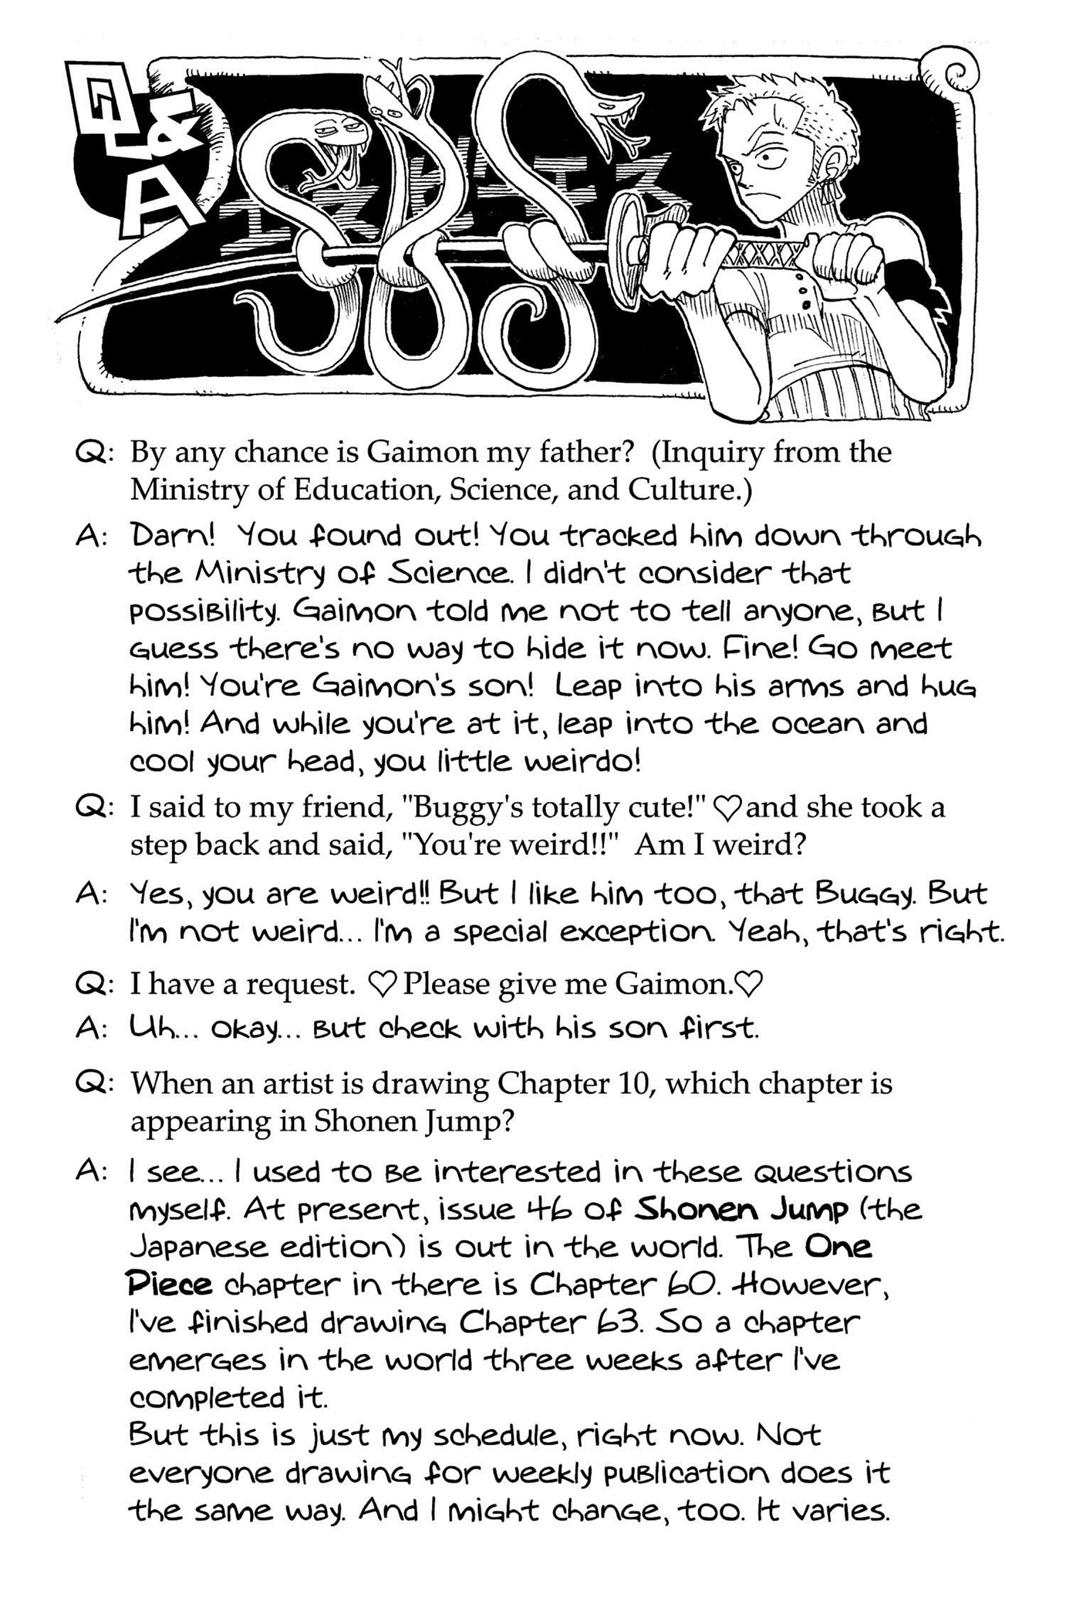 Q&A
SBS
Q: By any chance is Gaimon my father? (Inquiry from the
Ministry of Education, Science, and Culture.)
A: Darn! You found out! You tracked him down through
the Ministry of Science. I didn't consider that
possibility. Gaimon told me not to tell anyone, but I
guess there's no way to hide it now. Fine! Go meet
him! You're Gaimon's son! Leap into his arms and hug
him! And while you're at it, leap into the ocean and
cool your head, you little weirdo!
Q: I said to my friend, "Buggy's totally cute!" ♡and she took a
step back and said, "You're weird!!" Am I weird?
A: Yes, you are weird!! But I like him too, that Buggy. But
I'm not weird... I'm a special exception. Yeah, that's right.
Q: I have a request. ♡Please give me Gaimon.♡
A: Uh... okay... but check with his son first.
Q: When an artist is drawing Chapter 10, which chapter is
appearing in Shonen Jump?
A: I see... I used to be interested in these questions
myself. At present, issue 46 of Shonen Jump (the
Japanese edition) is out in the world. The One
Piece chapter in there is Chapter 60. However,
I've finished drawing Chapter 63. So a chapter
emerges in the world three weeks after I've
completed it.
But this is just my schedule, right now. Not
everyone drawing for weekly publication does it
the same way. And I might change, too. It varies.